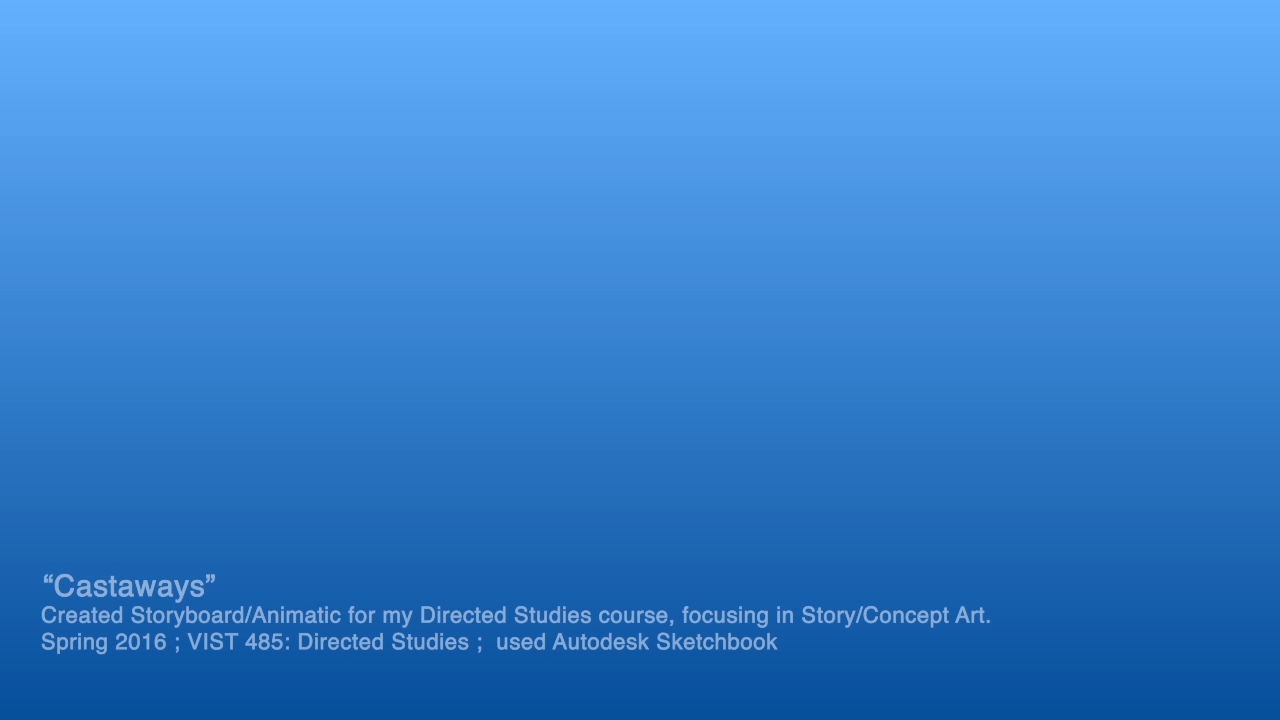 “Castaways”
Created Storyboard/Animatic for my Directed Studies course, focusing in Story/Concept Art.
Spring 2016 ; VIST 485: Directed Studies ;  used Autodesk Sketchbook